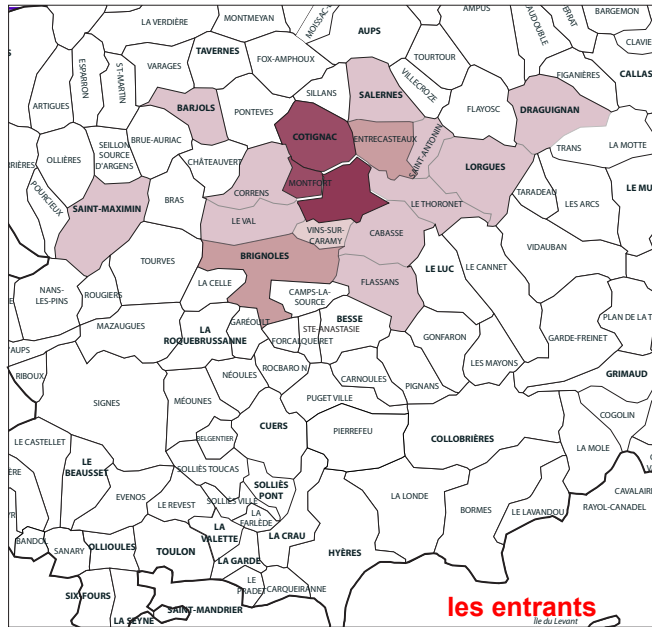 LA VERDIÈRE
MONTMEYAN
MOISSAC-
AMPUS
AUDOUBLE
ERRAT
BARGEMON
CLAVIE
AUPS
TAVERNES
FOX-AMPHOUX
TOURTOUR
CALLAS
ESPARRON
ST-MARTIN
VARAGES
SILLANS
SALERNES
VILLECROZE
FIGANIÈRES
ARTIGUES
BARJOLS
PONTEVES
FLAYOSC
DRAGUIGNAN
COTIGNAC
ENTRECASTEAUX
SAINT-ANTONIN
BRUE-AURIAC
SEILLON
SOURCE
D'ARGENS
OLLIÈRES
RRIÈRES
POURCIEUX
CHÂTEAUVERT
TRANS
LA MOTTE
LORGUES
MONTFORT
CORRENS
BRAS
SAINT-MAXIMIN
LE THORONET
TARADEAU
LES ARCS
LE MU
LE VAL
VINS-SUR-
CARAMY
CABASSE
VIDAUBAN
BRIGNOLES
TOURVES
LE LUC
LE CANNET
LA CELLE
CAMPS-LA-
SOURCE
FLASSANS
NANS-
LES-PINS
ROUGIERS
MAZAUGUES
LA
ROQUEBRUSSANNE
GARÉOULT
BESSE
STE-ANASTASIE
FORCALQUEIRET
GONFARON
PLAN DE LA T
GARDE-FREINET
'AUPS
RIBOUX
NÉOULES
ROCBARO N
CARNOULES
PIGNANS
LES MAYONS
GRIMAUD
SIGNES
MÉOUNES
PUGET VILLE
COGOLIN
CUERS
PIERREFEU
COLLOBRIÈRES
LE CASTELLET
BELGENTIER
LA MOLE
LE
BEAUSSET
SOLLIÈS TOUCAS
ÈRE
SOLLIÈS
PONT
EVENOS
LE REVEST
SOLLIÈS VILLE
LA LONDE
BORMES
LE LAVANDOU
CAVALAIRE
RAYOL-CANADEL
LA
FARLÈDE
LA
VALETTE
LA CRAU
BANDOL
SANARY
OLLIOULES
TOULON
LA GARDE
HYÈRES
LE
PRADET
CARQUEIRANNE
SIX-FOURS
SAINT-MANDRIER
LA SEYNE
les entrants
Île du Levant